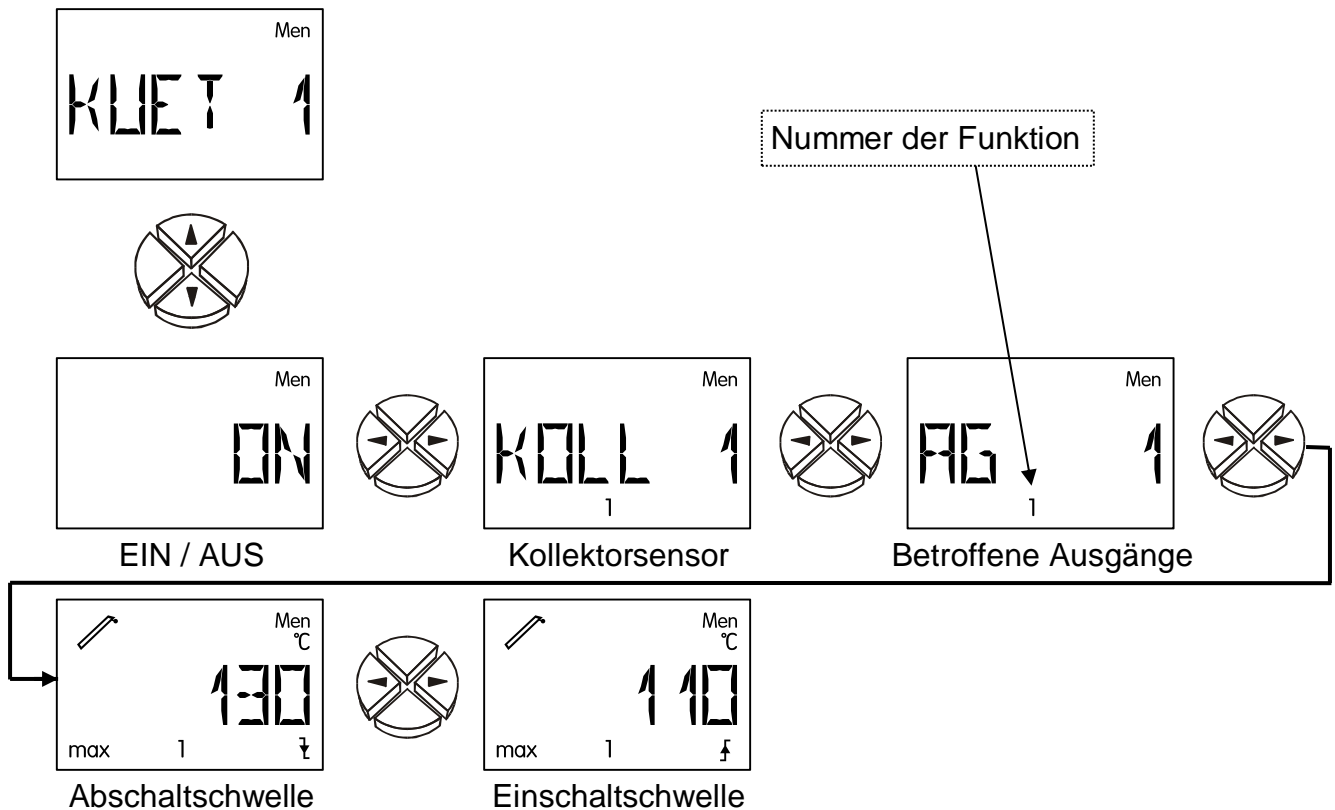 Men
KUET 1
Nummer der Funktion
Men
ON
EIN / AUS
Men
KOLL 1
1
Kollektorsensor
Men
AG 1
1
Betroffene Ausgänge
Men
°C
130
max 1
Abschaltschwelle
Men
°C
110
max 1
Einschaltschwelle